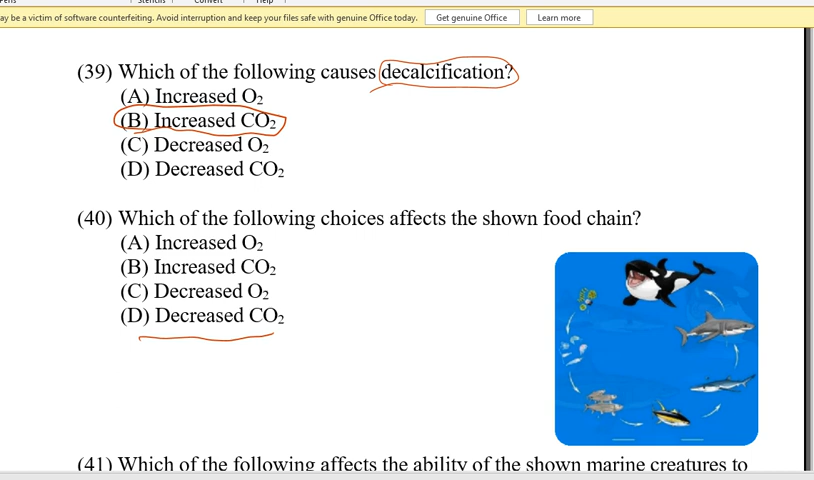 ay be a victim of software counterfeiting. Avoid interruption and keep your files safe with genuine Office today. Get genuine Office Learn more
(39) Which of the following causes decalcification?
(A) Increased O₂
(B) Increased CO₂
(C) Decreased O₂
(D) Decreased CO₂
(40) Which of the following choices affects the shown food chain?
(A) Increased O₂
(B) Increased CO₂
(C) Decreased O₂
(D) Decreased CO₂
(41) Which of the following affects the ability of the shown marine creatures to